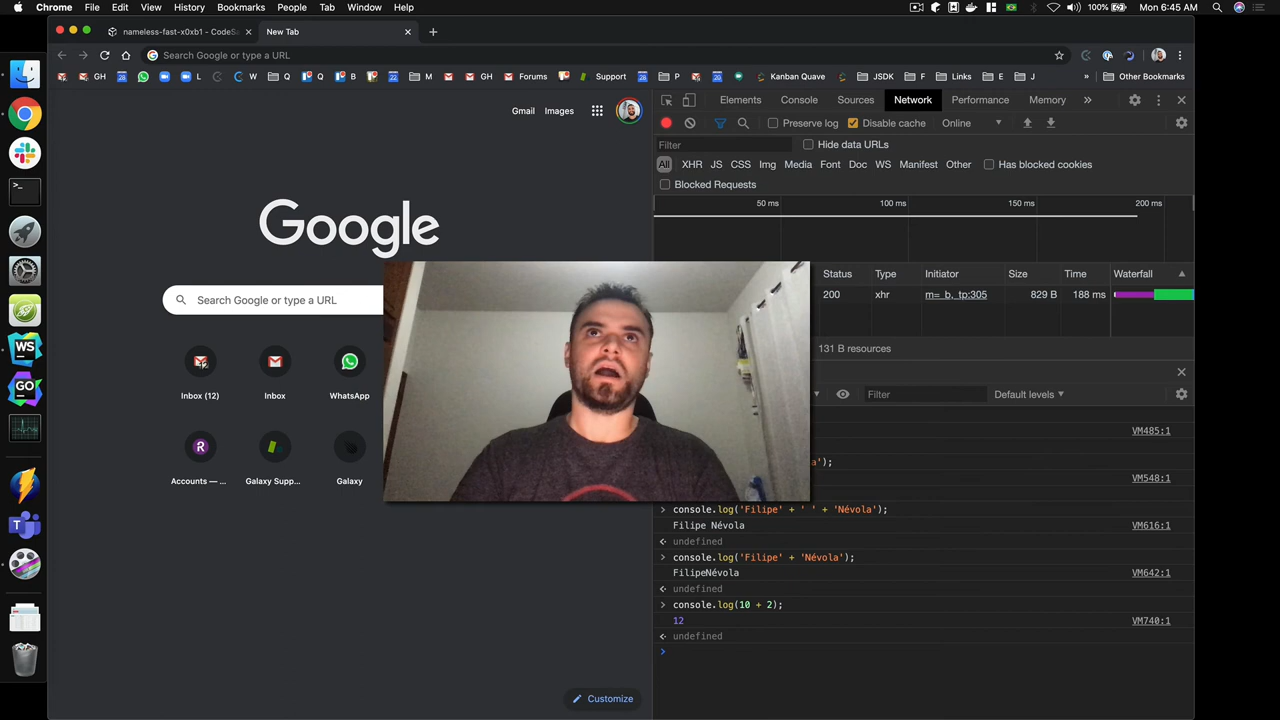 Chrome File Edit View History Bookmarks People Tab Window Help 100% Mon 6:45 AM
nameless-fast-x0xb1 - CodeSa New Tab
Search Google or type a URL
GH 28 L C W Q Q B 22 M GH Forums Support 28 P 20 Kanban Quave JSDK F Links E J » Other Bookmarks
Gmail Images
Google
Search Google or type a URL
Inbox (12) Inbox WhatsApp
Accounts — ... Galaxy Supp... Galaxy
Customize
Elements Console Sources Network Performance Memory »
Preserve log Disable cache Online
Filter Hide data URLs
All XHR JS CSS Img Media Font Doc WS Manifest Other Has blocked cookies
Blocked Requests
50 ms 100 ms 150 ms 200 ms
Status Type Initiator Size Time Waterfall
200 xhr m=_b,_tp:305 829 B 188 ms
131 B resources
Filter Default levels
VM485:1
a');
VM548:1
> console.log('Filipe' + ' ' + 'Névola');
Filipe Névola VM616:1
undefined
> console.log('Filipe' + 'Névola');
FilipeNévola VM642:1
undefined
> console.log(10 + 2);
12 VM740:1
undefined
>
WS
GO